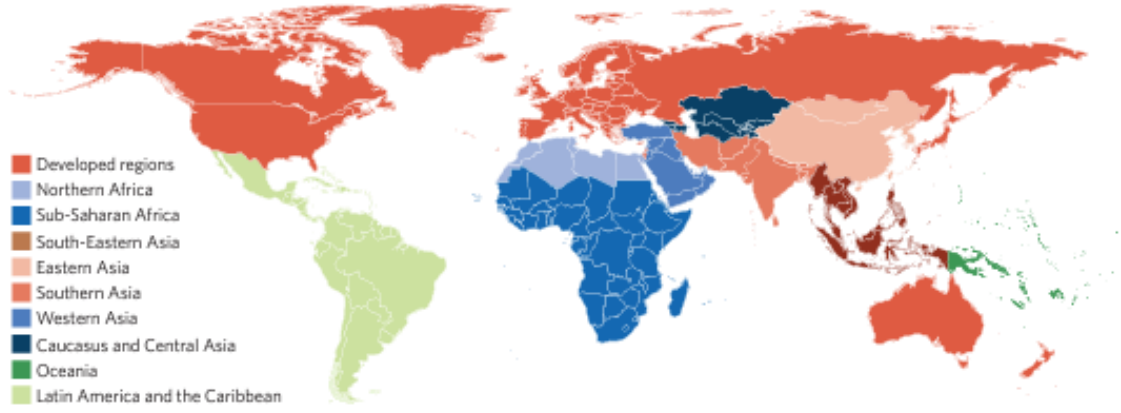 Developed regions
Northern Africa
Sub-Saharan Africa
South-Eastern Asia
Eastern Asia
Southern Asia
Western Asia
Caucasus and Central Asia
Oceania
Latin America and the Caribbean